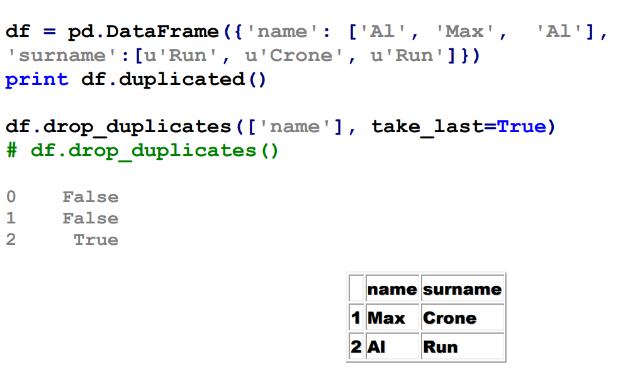 df = pd.DataFrame({'name': ['Al', 'Max',  'Al'],
'surname':[u'Run', u'Crone', u'Run']})
print df.duplicated()
df.drop_duplicates(['name'], take_last=True)
# df.drop_duplicates()
0 False
1 False
2 True
name surname
1 Max Crone
2 Al Run